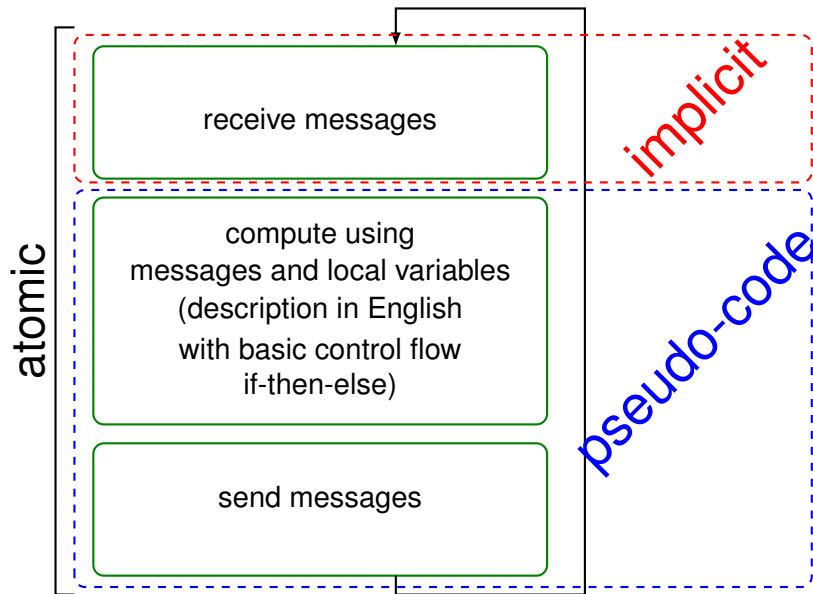 receive messages
implicit
compute using
messages and local variables
(description in English
with basic control flow
if-then-else)
pseudo-code
atomic
send messages